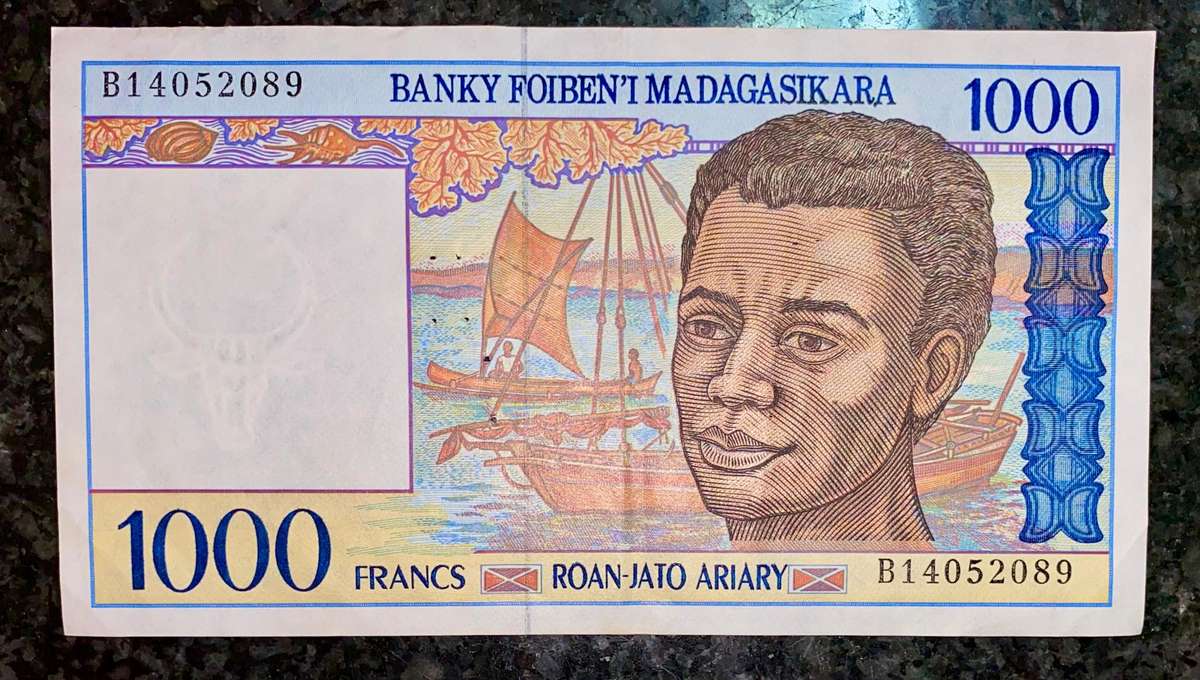 B14052089
BANKY FOIBEN'I MADAGASIKARA
1000
1000
FRANCS
ROAN-JATO ARIARY
B14052089